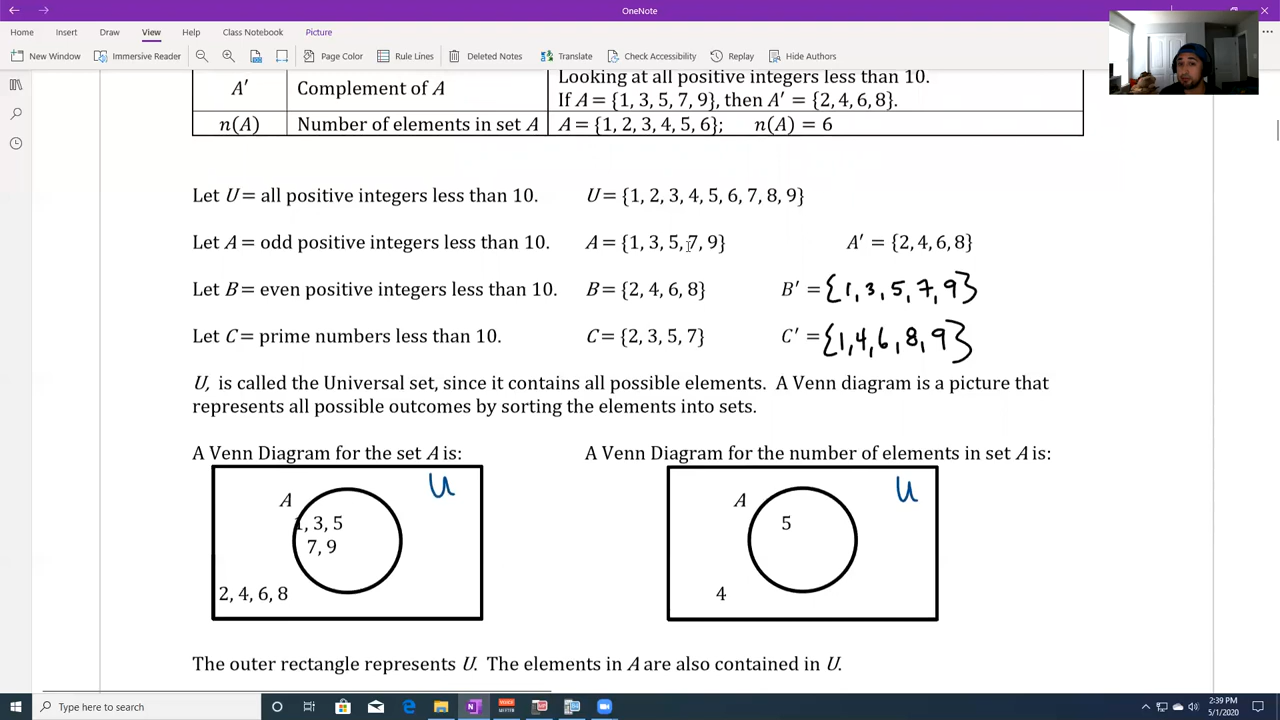 OneNote
Home Insert Draw View Help Class Notebook Picture
New Window Immersive Reader Page Color Rule Lines Deleted Notes Translate Check Accessibility Replay Hide Authors
A′ Complement of A Looking at all positive integers less than 10.
If A = {1, 3, 5, 7, 9}, then A′ = {2, 4, 6, 8}.
n(A) Number of elements in set A A = {1, 2, 3, 4, 5, 6}; n(A) = 6
Let U = all positive integers less than 10. U = {1, 2, 3, 4, 5, 6, 7, 8, 9}
Let A = odd positive integers less than 10. A = {1, 3, 5, 7, 9} A′ = {2, 4, 6, 8}
Let B = even positive integers less than 10. B = {2, 4, 6, 8} B′ = {1, 3, 5, 7, 9}
Let C = prime numbers less than 10. C = {2, 3, 5, 7} C′ = {1, 4, 6, 8, 9}
U, is called the Universal set, since it contains all possible elements. A Venn diagram is a picture that
represents all possible outcomes by sorting the elements into sets.
A Venn Diagram for the set A is: A Venn Diagram for the number of elements in set A is:
U U
A A
1, 3, 5 5
7, 9
2, 4, 6, 8 4
The outer rectangle represents U. The elements in A are also contained in U.
Type here to search
2:39 PM
5/1/2020